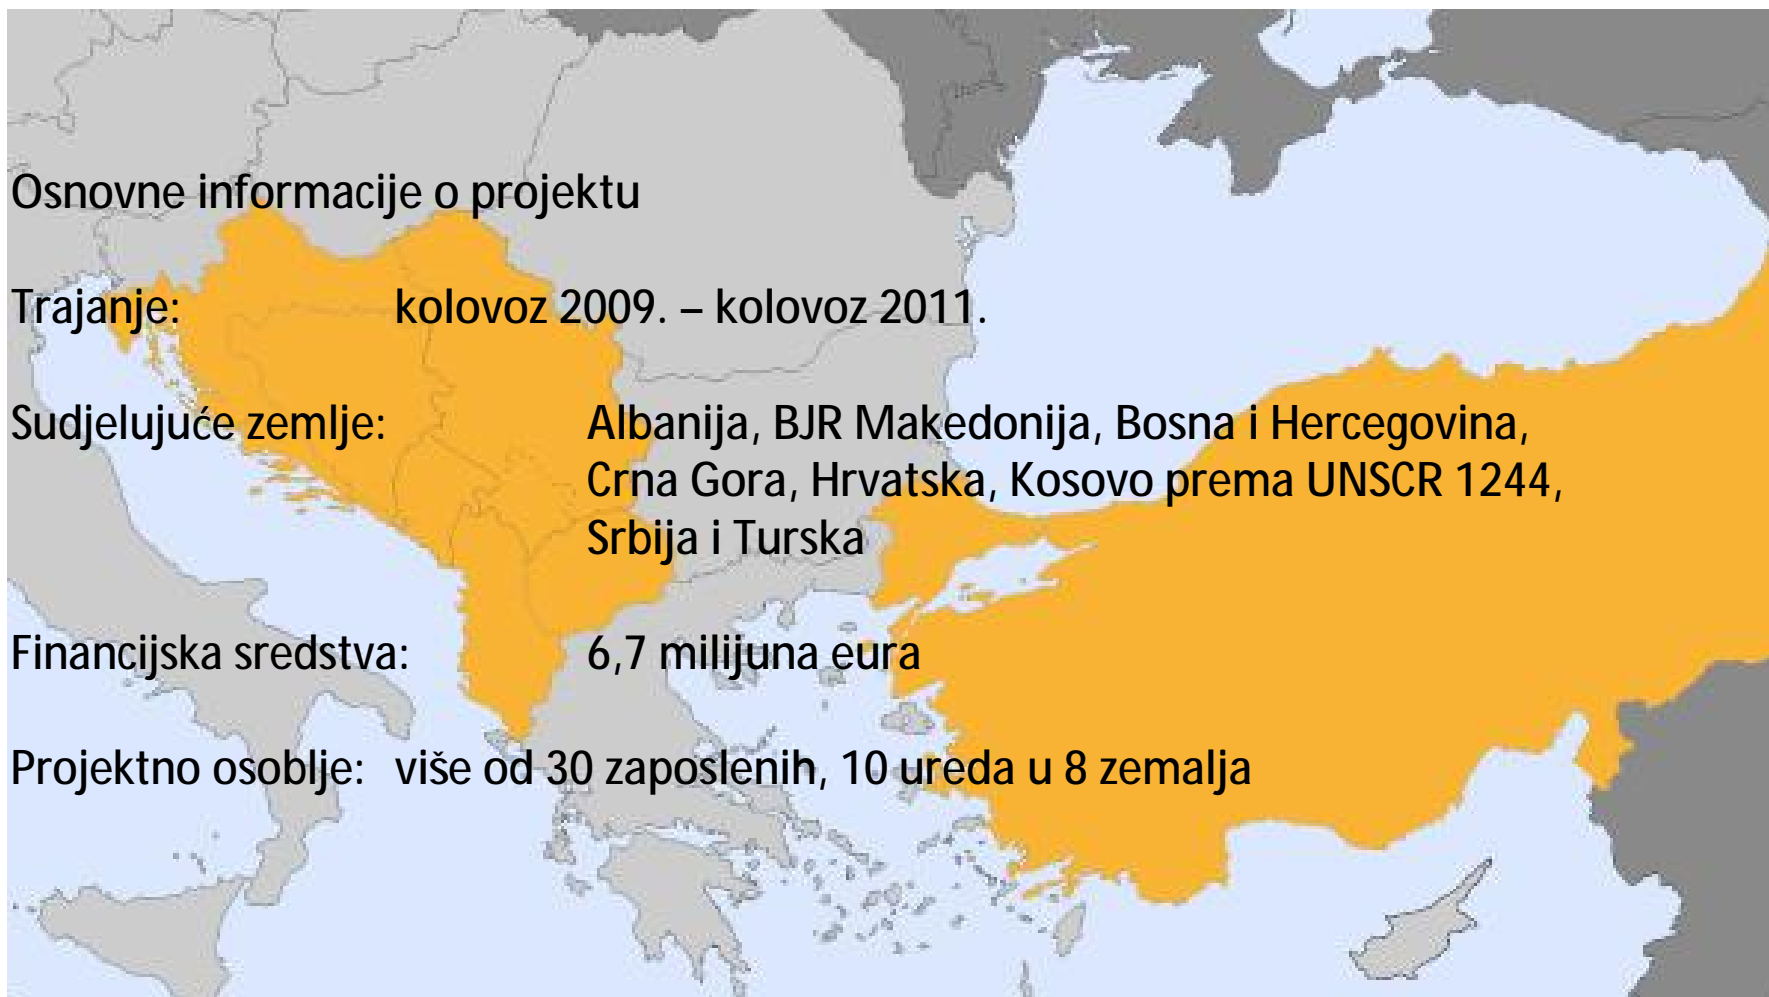 Osnovne informacije o projektu
Trajanje: kolovoz 2009. – kolovoz 2011.
Sudjelujuće zemlje: Albanija, BJR Makedonija, Bosna i Hercegovina,
Crna Gora, Hrvatska, Kosovo prema UNSCR 1244,
Srbija i Turska
Financijska sredstva: 6,7 milijuna eura
Projektno osoblje: više od 30 zaposlenih, 10 ureda u 8 zemalja